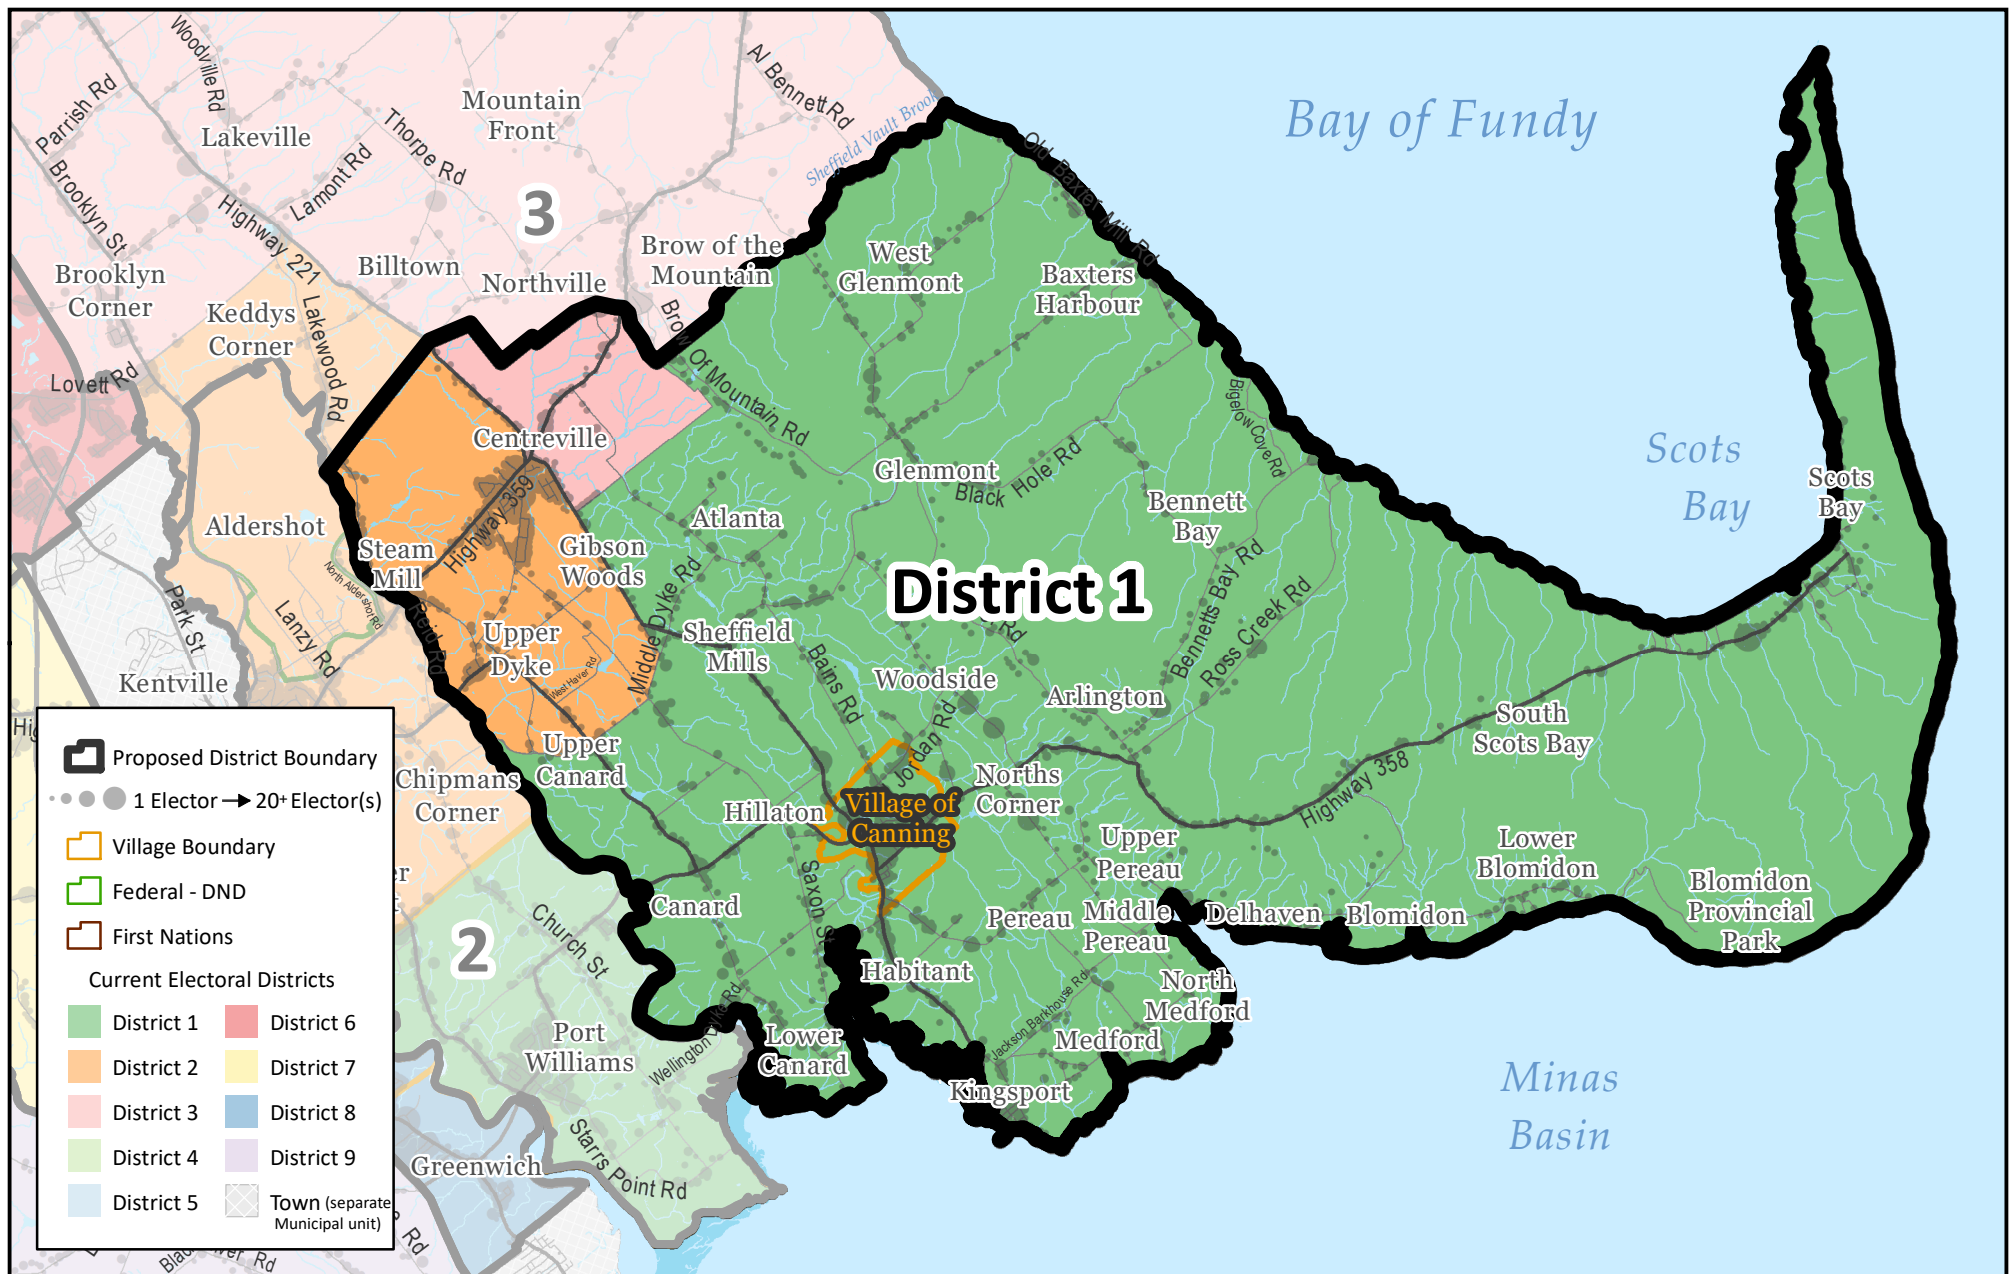 Bay of Fundy
Scots
Bay
Minas
Basin
Woodville Rd
Parrish Rd
Lakeville
Brooklyn St
Mountain
Front
Al Bennett Rd
Thorpe Rd
Lamont Rd
Sheffield Vault Brook
Highway 221
3
Brooklyn
Corner
Billtown
Northville
Brow of the
Mountain
Keddys
Corner
Lakewood Rd
Lovett Rd
Old Baxter Mill Rd
West
Glenmont
Baxters
Harbour
Brow Of Mountain Rd
Bigelow Cove Rd
Centreville
Glenmont
Black Hole Rd
Highway 359
Aldershot
Atlanta
Bennett
Bay
Scots
Bay
Steam
Mill
Gibson
Woods
North Aldershot Rd
Park St
Lanzy Rd
Reid Rd
District 1
Middle Dyke Rd
Bennetts Bay Rd
Ross Creek Rd
Upper
Dyke
West Haven Rd
Sheffield
Mills
Bains Rd
Kentville
Woodside
Arlington
Jordan Rd
South
Scots Bay
Upper
Canard
Chipmans
Corner
Hillaton
Village of
Canning
Norths
Corner
Highway 358
Upper
Pereau
Lower
Blomidon
Saxon St
Canard
Pereau
Middle
Pereau
Delhaven
Blomidon
Blomidon
Provincial
Park
Church St
2
Habitant
North
Medford
Jackson Barkhouse Rd
Port
Williams
Wellington Dyke Rd
Lower
Canard
Medford
Kingsport
Starrs Point Rd
Greenwich
Proposed District Boundary
1 Elector → 20+ Elector(s)
Village Boundary
Federal - DND
First Nations
Current Electoral Districts
District 1
District 6
District 2
District 7
District 3
District 8
District 4
District 9
District 5
Town (separate
Municipal unit)
Rd